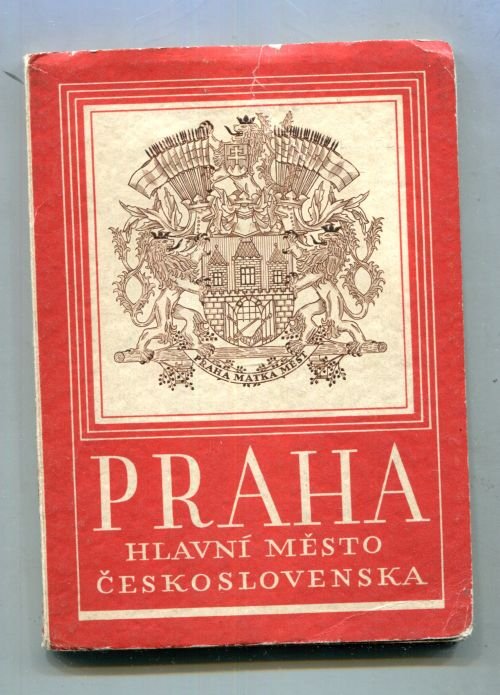 PRAHA MATKA MĚST
PRAHA
HLAVNÍ MĚSTO
ČESKOSLOVENSKA